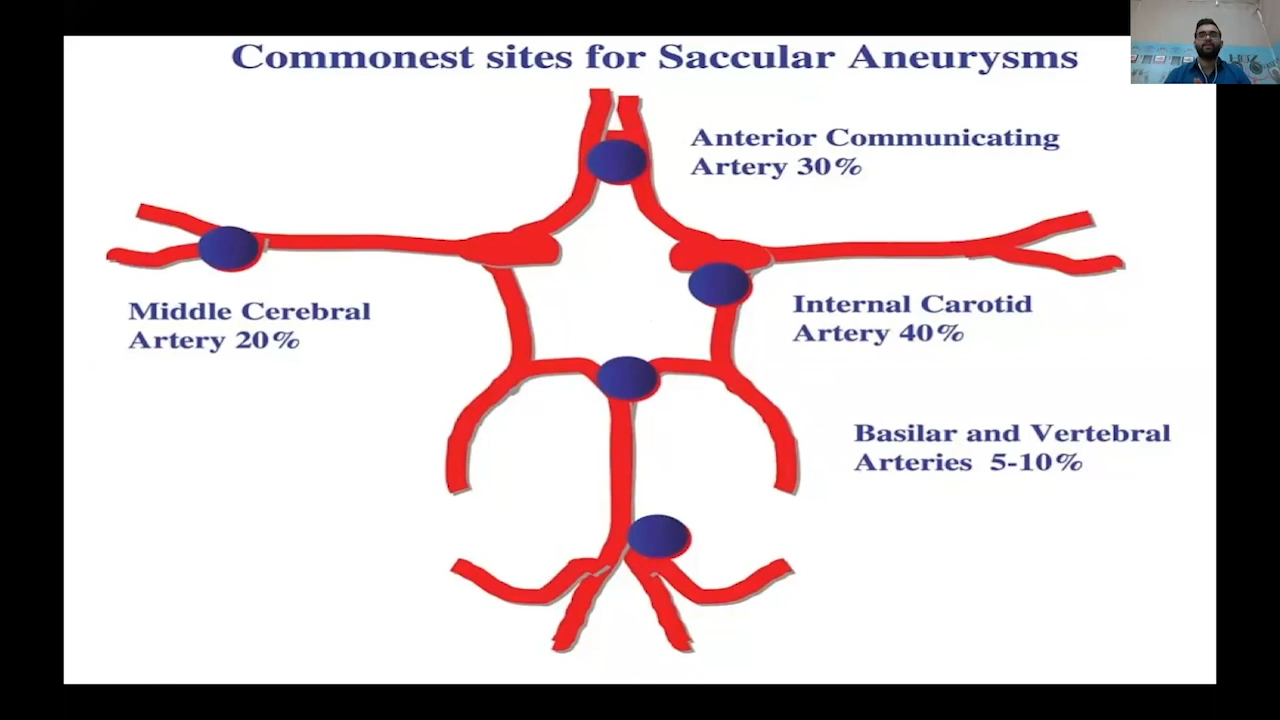 Commonest sites for Saccular Aneurysms
Anterior Communicating
Artery 30%
Middle Cerebral
Artery 20%
Internal Carotid
Artery 40%
Basilar and Vertebral
Arteries 5-10%